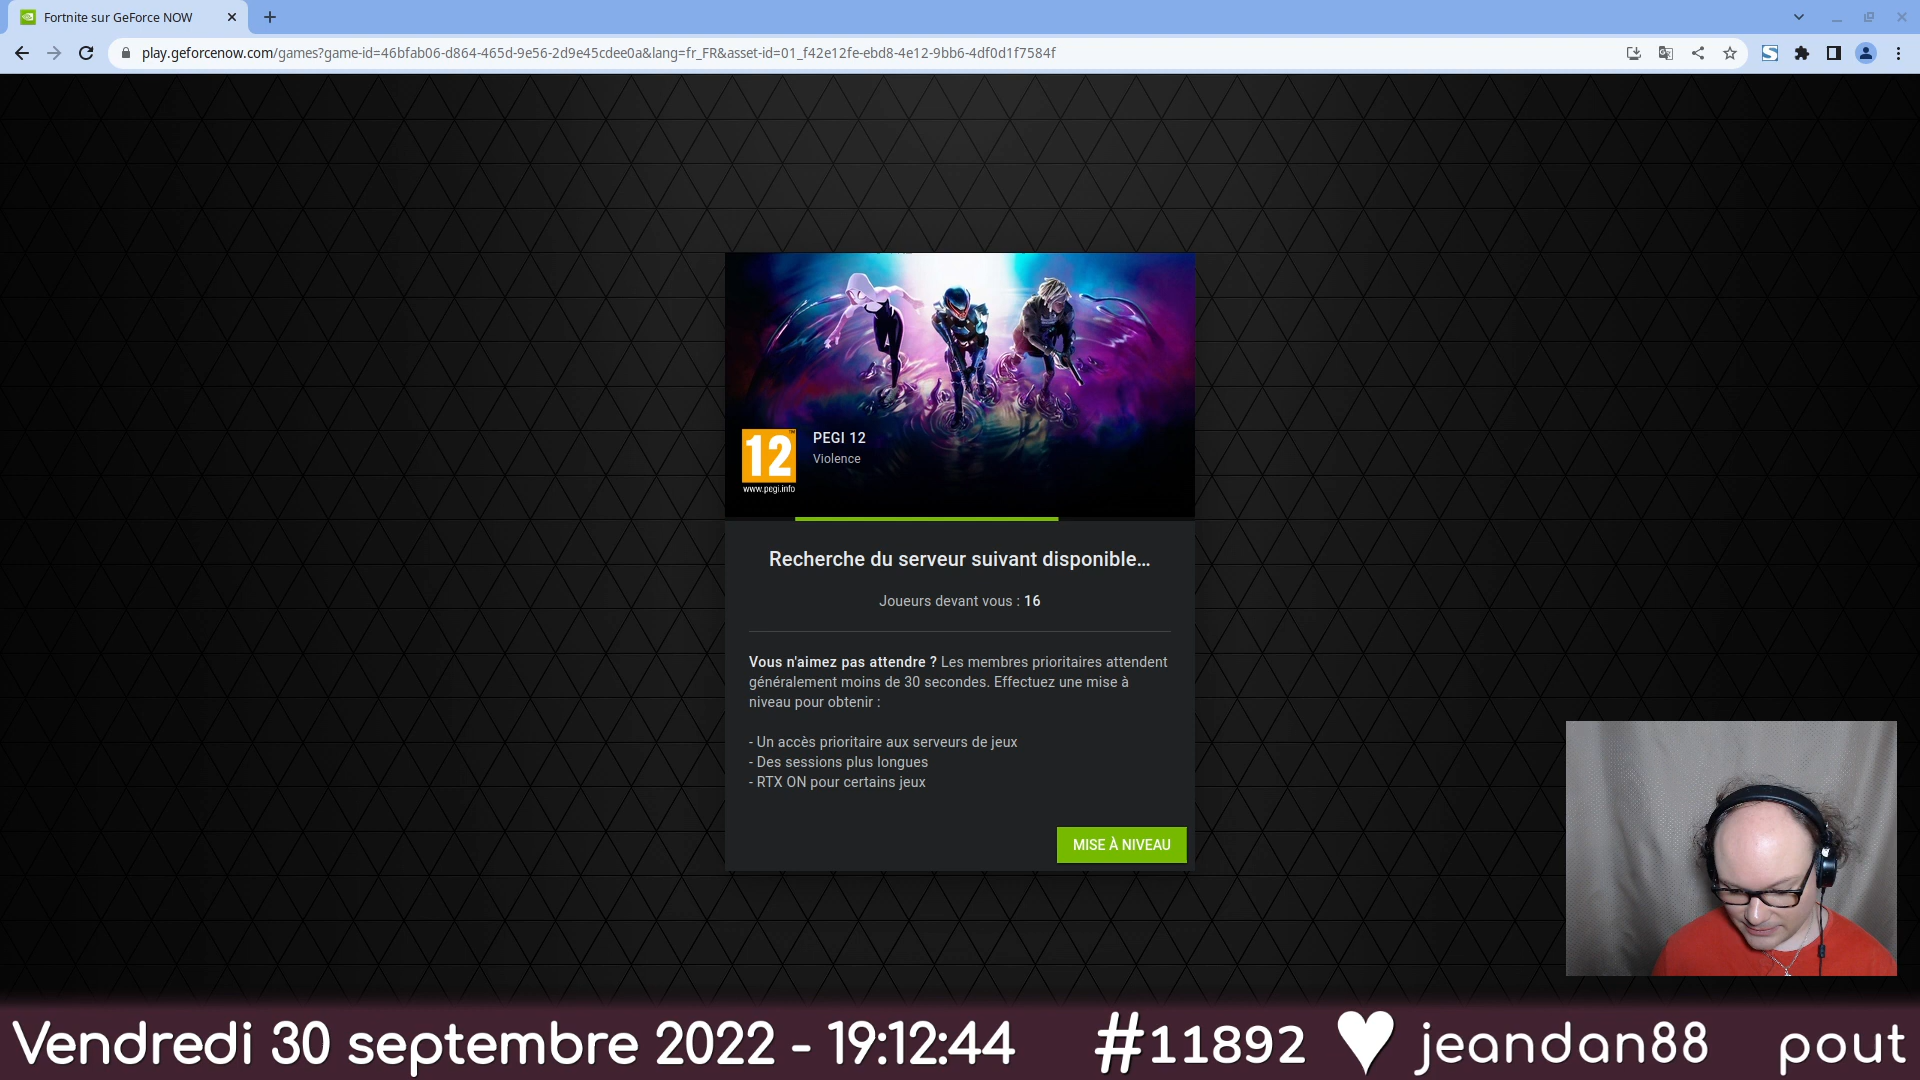 Fortnite sur GeForce NOW
play.geforcenow.com/games?game-id=46bfab06-d864-465d-9e56-2d9e45cdee0a&lang=fr_FR&asset-id=01_f42e12fe-ebd8-4e12-9bb6-4df0d1f7584f
12
www.pegi.info
PEGI 12
Violence
Recherche du serveur suivant disponible...
Joueurs devant vous : 16
Vous n'aimez pas attendre ? Les membres prioritaires attendent
généralement moins de 30 secondes. Effectuez une mise à
niveau pour obtenir :
- Un accès prioritaire aux serveurs de jeux
- Des sessions plus longues
- RTX ON pour certains jeux
MISE À NIVEAU
Vendredi 30 septembre 2022 - 19:12:44 #11892 ♥ jeandan88 pout